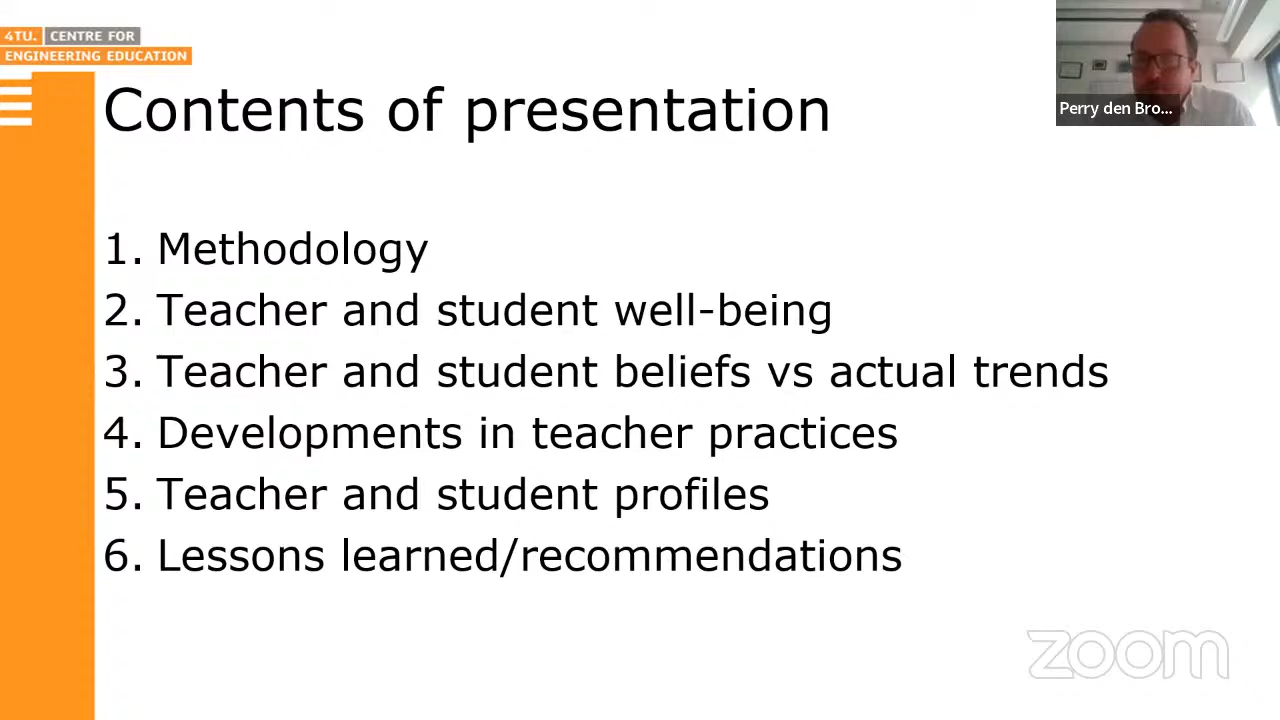 4TU. CENTRE FOR
ENGINEERING EDUCATION
Contents of presentation
Perry den Bro...
1. Methodology
2. Teacher and student well-being
3. Teacher and student beliefs vs actual trends
4. Developments in teacher practices
5. Teacher and student profiles
6. Lessons learned/recommendations
zoom